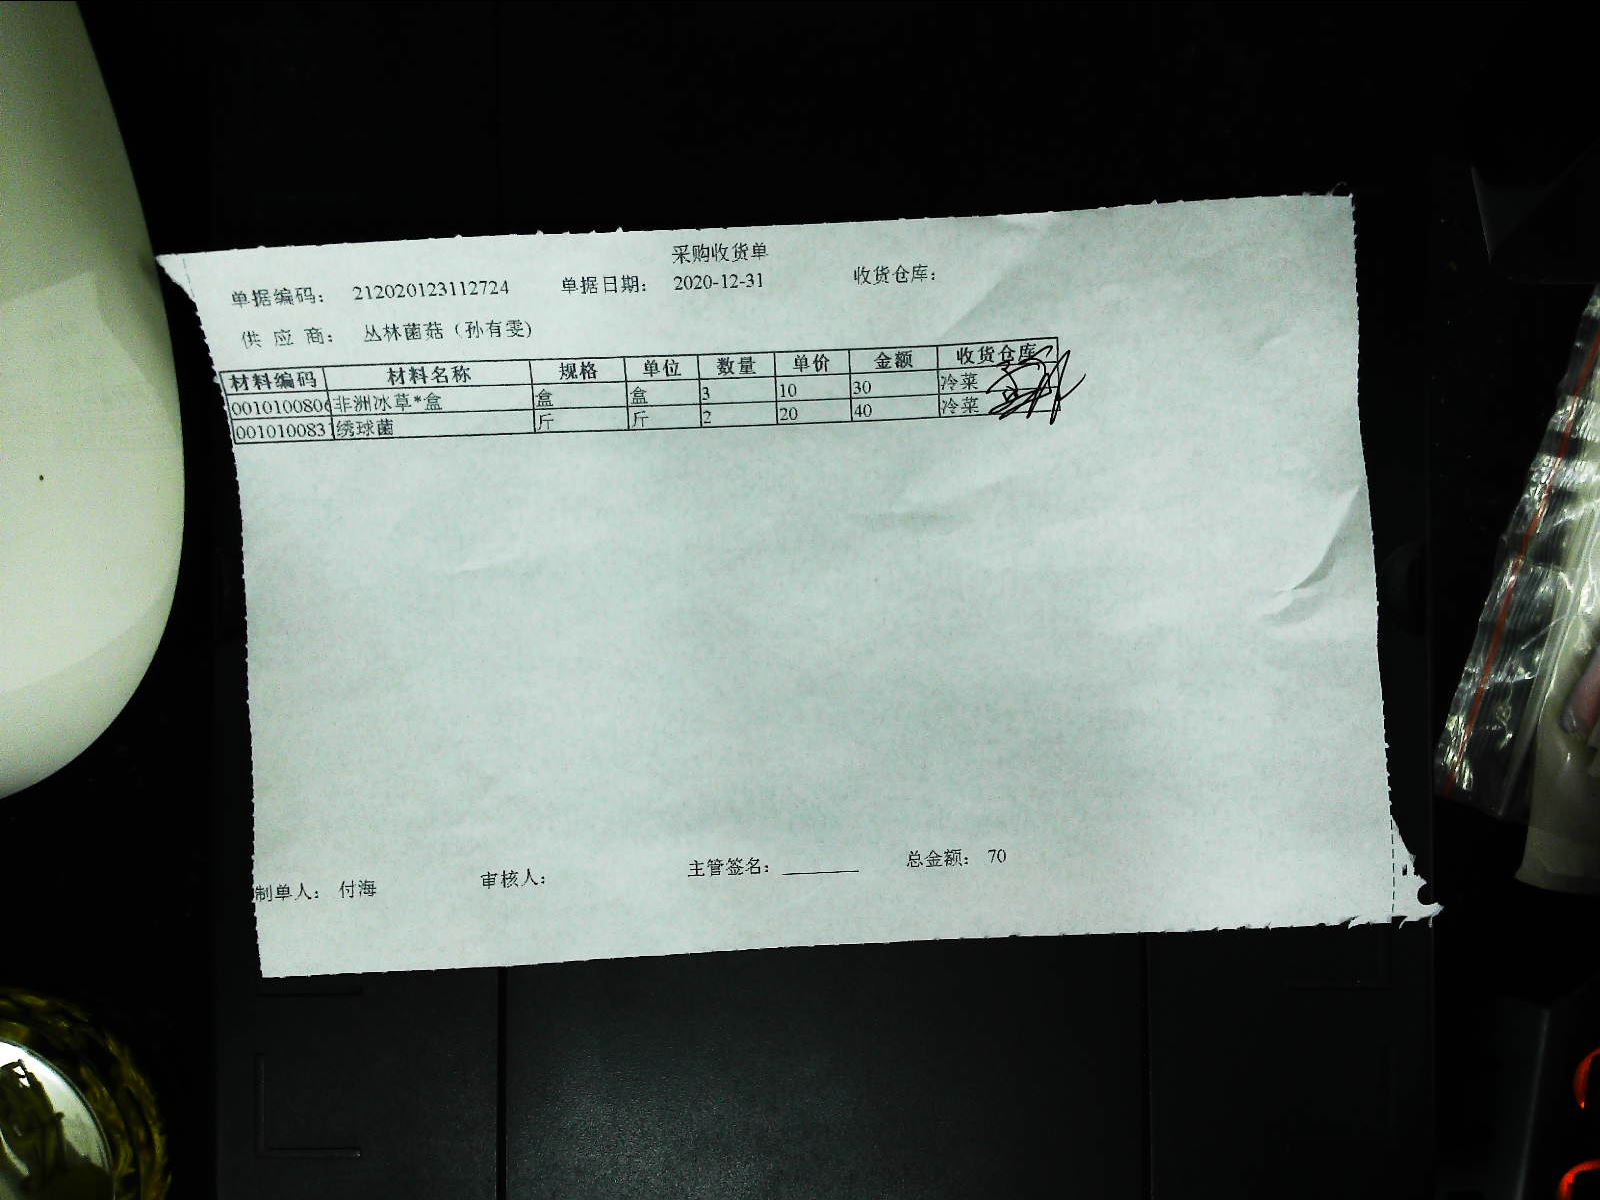 采购收货单
单据编码： 212020123112724 单据日期： 2020-12-31 收货仓库：
供 应 商： 丛林菌菇（孙有雯）
材料编码 材料名称 规格 单位 数量 单价 金额 收货仓库
0010100806 非洲冰草*盒 盒 盒 3 10 30 冷菜
001010083 绣球菌 斤 斤 2 20 40 冷菜
制单人： 付海 审核人： 主管签名：________ 总金额： 70